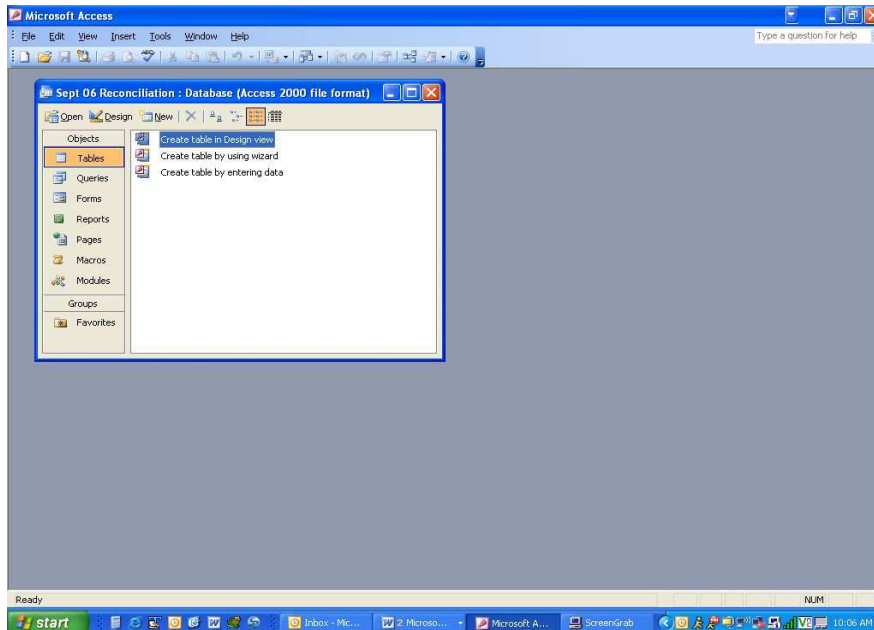 Microsoft Access
File Edit View Insert Tools Window Help
Type a question for help
Sept 06 Reconciliation : Database (Access 2000 file format)
Open Design New
Objects
Create table in Design view
Tables
Create table by using wizard
Queries
Create table by entering data
Forms
Reports
Pages
Macros
Modules
Groups
Favorites
Ready
NUM
start
Inbox - Mic...
2 Microso...
Microsoft A...
ScreenGrab
10:06 AM